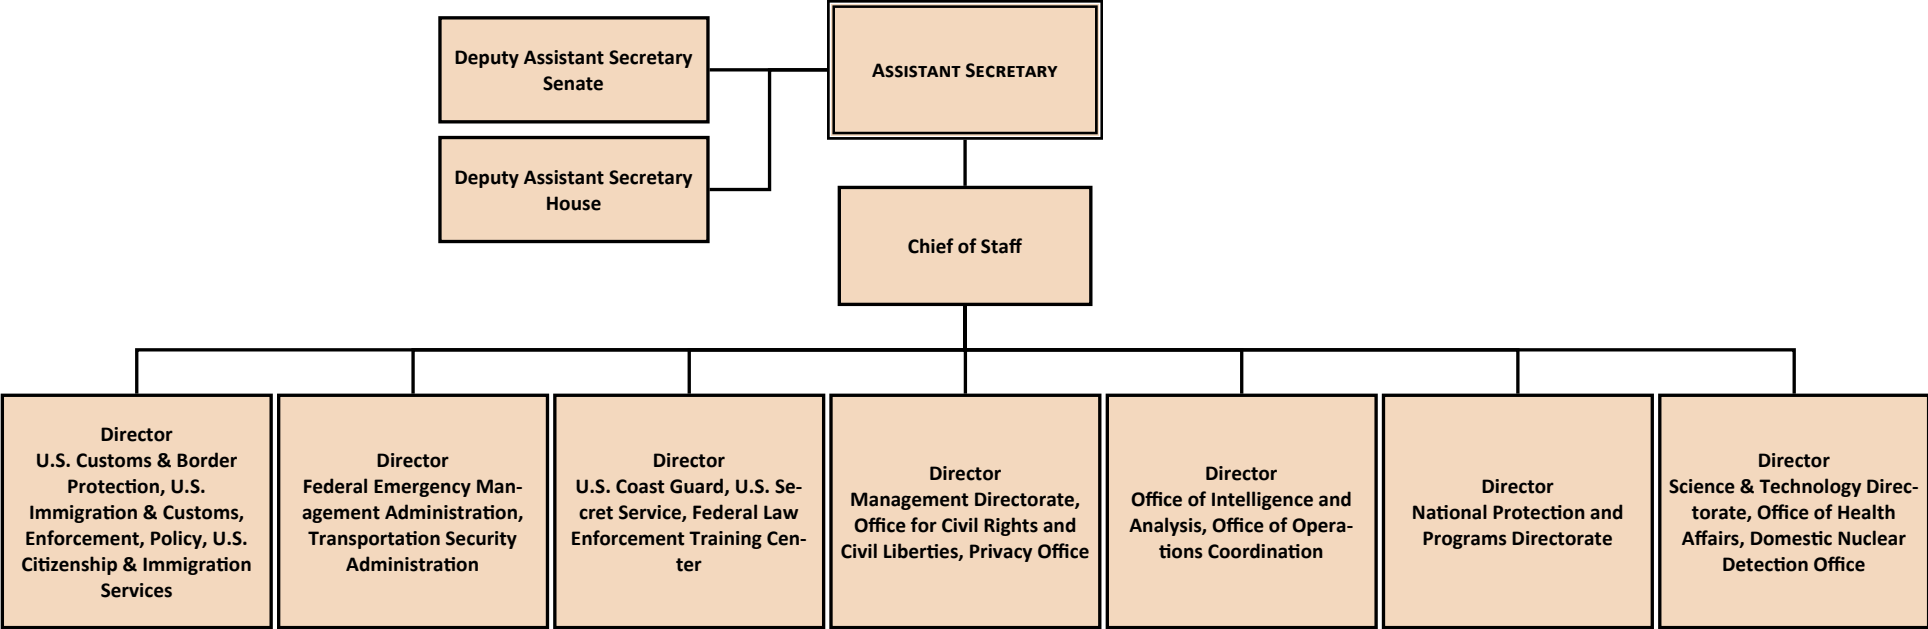 Deputy Assistant Secretary
Senate
ASSISTANT SECRETARY
Deputy Assistant Secretary
House
Chief of Staff
Director
U.S. Customs & Border
Protection, U.S.
Immigration & Customs,
Enforcement, Policy, U.S.
Citizenship & Immigration
Services
Director
Federal Emergency Man-
agement Administration,
Transportation Security
Administration
Director
U.S. Coast Guard, U.S. Se-
cret Service, Federal Law
Enforcement Training Cen-
ter
Director
Management Directorate,
Office for Civil Rights and
Civil Liberties, Privacy Office
Director
Office of Intelligence and
Analysis, Office of Opera-
tions Coordination
Director
National Protection and
Programs Directorate
Director
Science & Technology Direc-
torate, Office of Health
Affairs, Domestic Nuclear
Detection Office